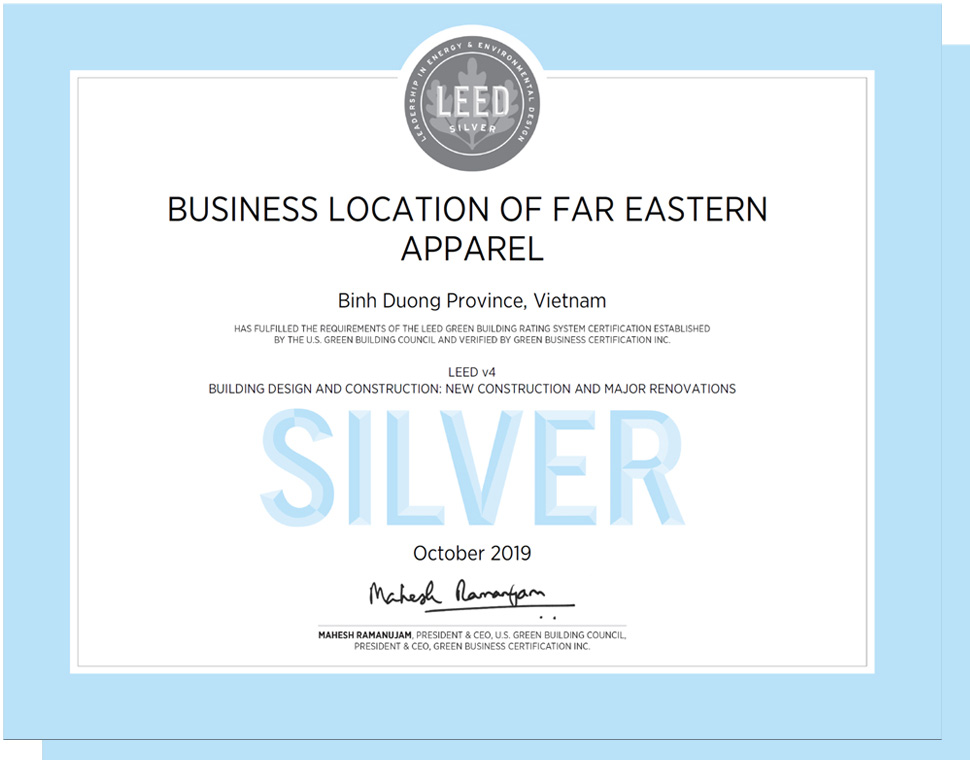 LEADERSHIP IN ENERGY & ENVIRONMENTAL DESIGN
LEED
SILVER
BUSINESS LOCATION OF FAR EASTERN
APPAREL
Binh Duong Province, Vietnam
HAS FULFILLED THE REQUIREMENTS OF THE LEED GREEN BUILDING RATING SYSTEM CERTIFICATION ESTABLISHED
BY THE U.S. GREEN BUILDING COUNCIL AND VERIFIED BY GREEN BUSINESS CERTIFICATION INC.
LEED v4
BUILDING DESIGN AND CONSTRUCTION: NEW CONSTRUCTION AND MAJOR RENOVATIONS
SILVER
October 2019
Mahesh Ramanujam
MAHESH RAMANUJAM, PRESIDENT & CEO, U.S. GREEN BUILDING COUNCIL,
PRESIDENT & CEO, GREEN BUSINESS CERTIFICATION INC.